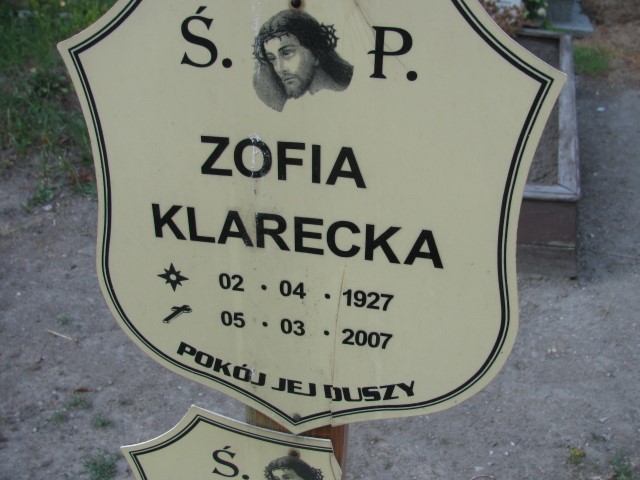 Ś. P.
ZOFIA
KLARECKA
02 · 04 · 1927
05 · 03 · 2007
POKÓJ JEJ DUSZY
Ś.